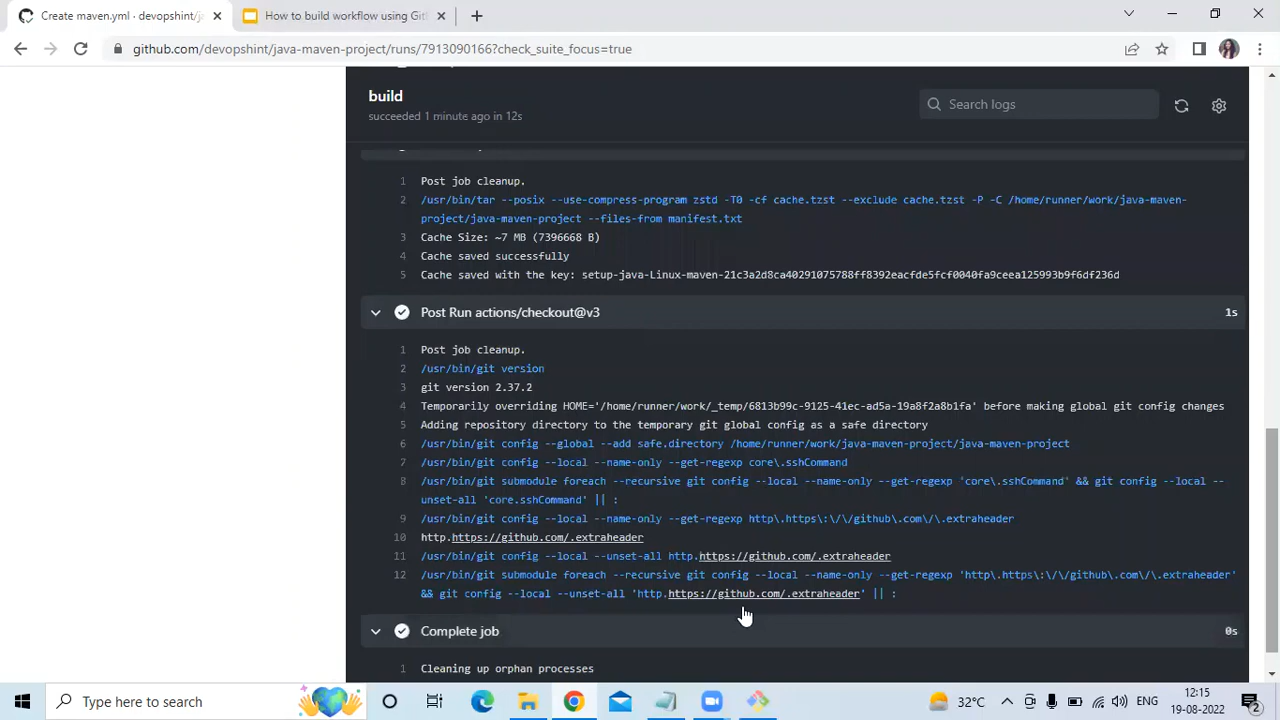 Create maven.yml · devopshint/j
How to build workflow using Git
github.com/devopshint/java-maven-project/runs/7913090166?check_suite_focus=true
build
succeeded 1 minute ago in 12s
Search logs
1 Post job cleanup.
2 /usr/bin/tar --posix --use-compress-program zstd -T0 -cf cache.tzst --exclude cache.tzst -P -C /home/runner/work/java-maven-
project/java-maven-project --files-from manifest.txt
3 Cache Size: ~7 MB (7396668 B)
4 Cache saved successfully
5 Cache saved with the key: setup-java-Linux-maven-21c3a2d8ca40291075788ff8392eacfde5fcf0040fa9ceea125993b9f6df236d
Post Run actions/checkout@v3 1s
1 Post job cleanup.
2 /usr/bin/git version
3 git version 2.37.2
4 Temporarily overriding HOME='/home/runner/work/_temp/6813b99c-9125-41ec-ad5a-19a8f2a8b1fa' before making global git config changes
5 Adding repository directory to the temporary git global config as a safe directory
6 /usr/bin/git config --global --add safe.directory /home/runner/work/java-maven-project/java-maven-project
7 /usr/bin/git config --local --name-only --get-regexp core\.sshCommand
8 /usr/bin/git submodule foreach --recursive git config --local --name-only --get-regexp 'core\.sshCommand' && git config --local --
unset-all 'core.sshCommand' || :
9 /usr/bin/git config --local --name-only --get-regexp http\.https\:\/\/github\.com\/\.extraheader
10 http.https://github.com/.extraheader
11 /usr/bin/git config --local --unset-all http.https://github.com/.extraheader
12 /usr/bin/git submodule foreach --recursive git config --local --name-only --get-regexp 'http\.https\:\/\/github\.com\/\.extraheader'
&& git config --local --unset-all 'http.https://github.com/.extraheader' || :
Complete job 0s
1 Cleaning up orphan processes
Type here to search
32°C
ENG
12:15
19-08-2022
2